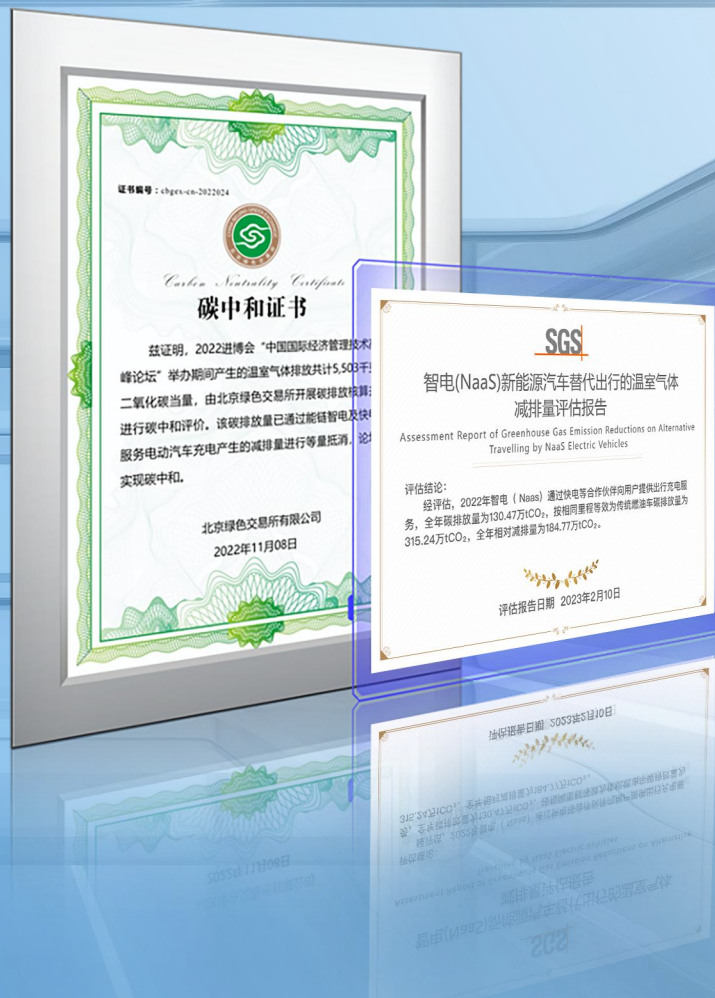 证书编号：cbgex-cn-2022024
Carbon Neutrality Certificate
碳中和证书
兹证明，2022进博会“中国国际经济管理技术
峰论坛”举办期间产生的温室气体排放共计5,503千
二氧化碳当量，由北京绿色交易所开展碳排放核算
进行碳中和评价。该碳排放量已通过能链智电及快电
服务电动汽车充电产生的减排量进行等量抵消，论
实现碳中和。
北京绿色交易所有限公司
2022年11月08日
SGS
智电(NaaS)新能源汽车替代出行的温室气体
减排量评估报告
Assessment Report of Greenhouse Gas Emission Reductions on Alternative
Travelling by NaaS Electric Vehicles
评估结论：
经评估，2022年智电（ Naas）通过快电等合作伙伴向用户提供出行充电服
务，全年碳排放量为130.47万tCO₂，按相同里程等效为传统燃油车碳排放量为
315.24万tCO₂，全年相对减排量为184.77万tCO₂。
评估报告日期 2023年2月10日